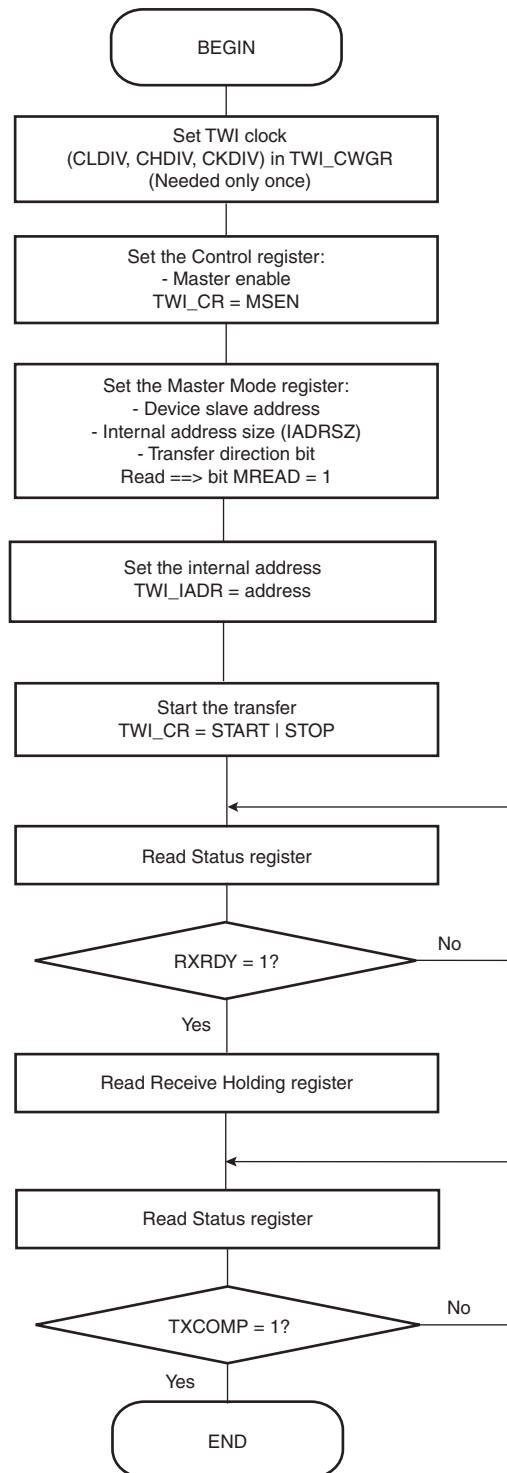 BEGIN
Set TWI clock
(CLDIV, CHDIV, CKDIV) in TWI_CWGR
(Needed only once)
Set the Control register:
- Master enable
TWI_CR = MSEN
Set the Master Mode register:
- Device slave address
- Internal address size (IADRSZ)
- Transfer direction bit
Read ==> bit MREAD = 1
Set the internal address
TWI_IADR = address
Start the transfer
TWI_CR = START | STOP
Read Status register
RXRDY = 1?
No
Yes
Read Receive Holding register
Read Status register
TXCOMP = 1?
No
Yes
END